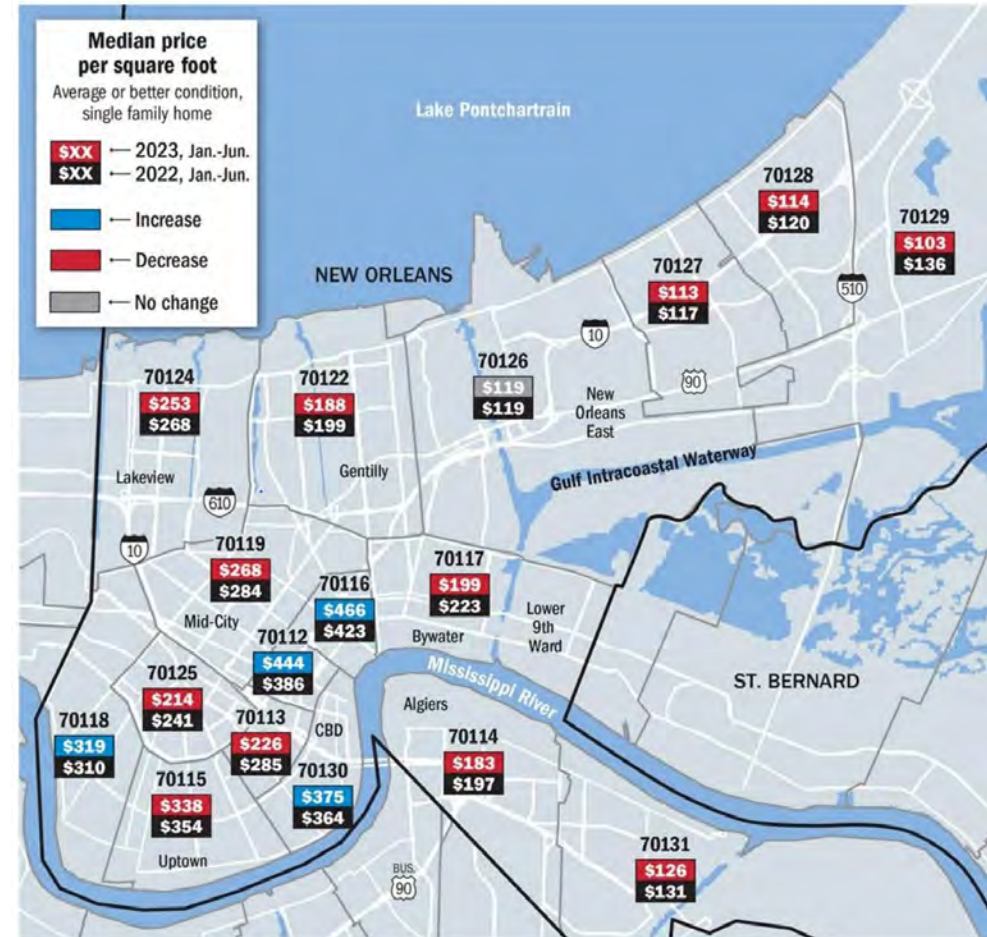 Median price
per square foot
Average or better condition,
single family home
$XX ← 2023, Jan.-Jun.
$XX ← 2022, Jan.-Jun.
← Increase
← Decrease
← No change
Lake Pontchartrain
NEW ORLEANS
70128
$114
$120
70129
$103
$136
70127
$113
$117
510
10
70126
$119
$119
90
New
Orleans
East
70124
$253
$268
70122
$188
$199
Lakeview
Gentilly
Gulf Intracoastal Waterway
610
10
70119
$268
$284
Mid-City
70116
$466
$423
70117
$199
$223
Lower
9th
Ward
Bywater
70112
$444
$386
Mississippi River
ST. BERNARD
70125
$214
$241
Algiers
70118
$319
$310
70113
$226
$285
CBD
70114
$183
$197
70115
$338
$354
70130
$375
$364
Uptown
BUS.
90
70131
$126
$131